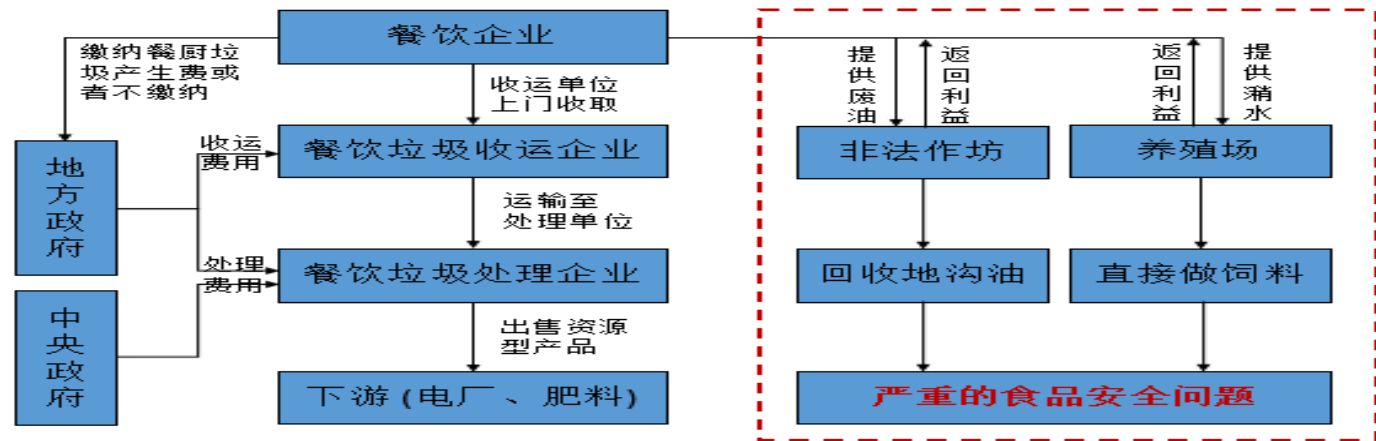 餐饮企业
缴纳餐厨垃
圾产生费或
者不缴纳
收运单位
上门收取
提供废油
返回利益
返回利益
提供潲水
地方政府
收运
费用
餐饮垃圾收运企业
非法作坊
养殖场
运输至
处理单位
处理
费用
餐饮垃圾处理企业
回收地沟油
直接做饲料
中央政府
出售资源
型产品
下游(电厂、肥料)
严重的食品安全问题